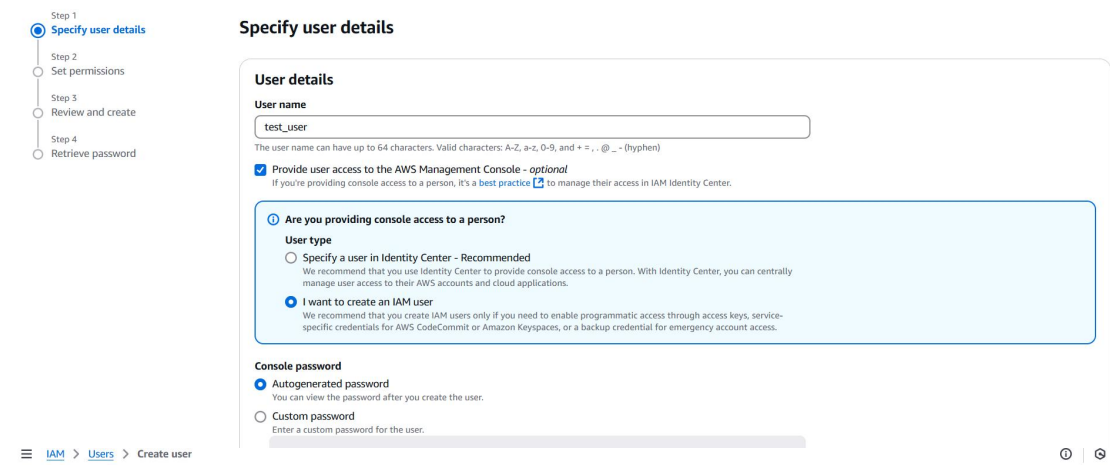 Step 1
Specify user details
Step 2
Set permissions
Step 3
Review and create
Step 4
Retrieve password
Specify user details
User details
User name
test_user
The user name can have up to 64 characters. Valid characters: A-Z, a-z, 0-9, and + = , . @ _ - (hyphen)
Provide user access to the AWS Management Console - optional
If you're providing console access to a person, it's a best practice to manage their access in IAM Identity Center.
Are you providing console access to a person?
User type
Specify a user in Identity Center - Recommended
We recommend that you use Identity Center to provide console access to a person. With Identity Center, you can centrally
manage user access to their AWS accounts and cloud applications.
I want to create an IAM user
We recommend that you create IAM users only if you need to enable programmatic access through access keys, service-
specific credentials for AWS CodeCommit or Amazon Keyspaces, or a backup credential for emergency account access.
Console password
Autogenerated password
You can view the password after you create the user.
Custom password
Enter a custom password for the user.
IAM > Users > Create user